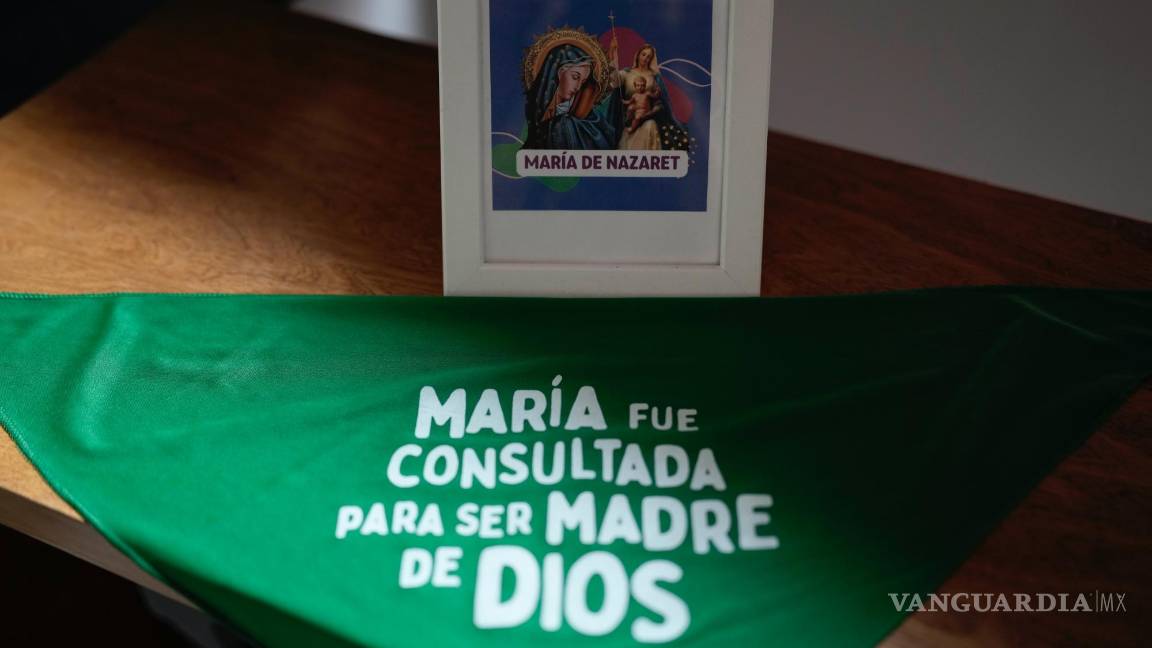 MARÍA DE NAZARET
MARÍA FUE
CONSULTADA
PARA SER MADRE
DE DIOS
VANGUARDIA|MX